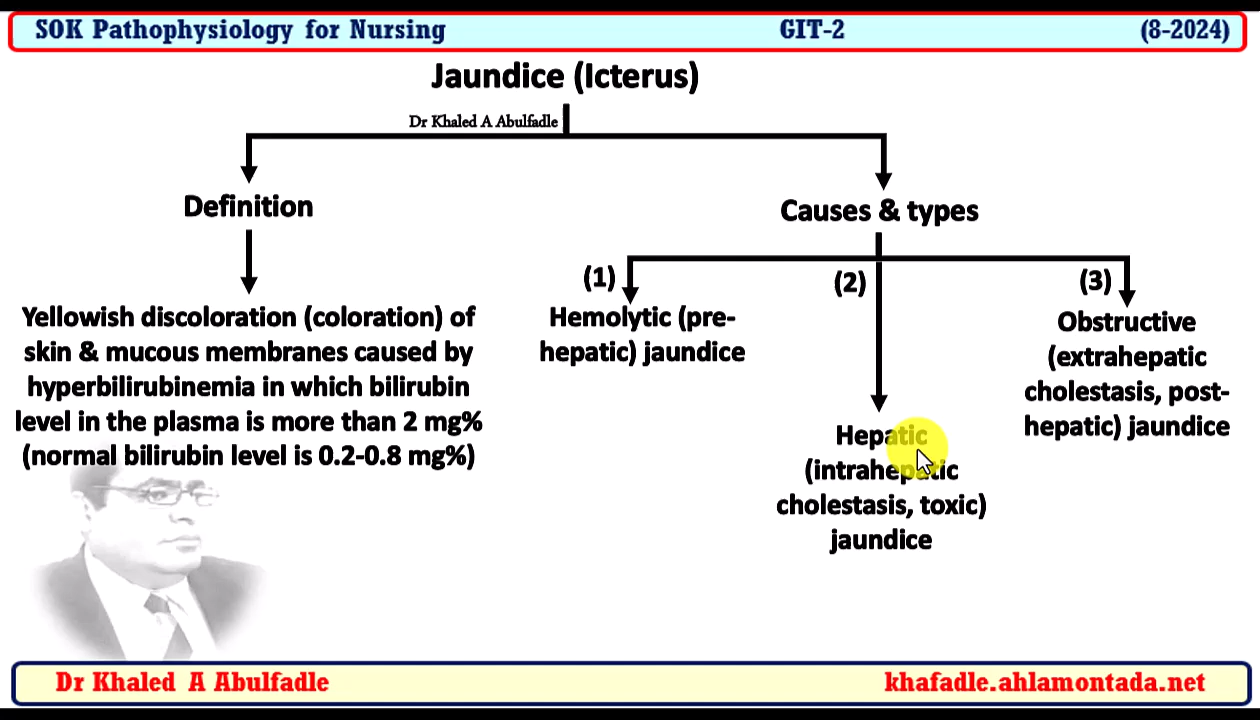 SOK Pathophysiology for Nursing GIT-2 (8-2024)
Jaundice (Icterus)
Dr Khaled A Abulfadle
Definition
Yellowish discoloration (coloration) of
skin & mucous membranes caused by
hyperbilirubinemia in which bilirubin
level in the plasma is more than 2 mg%
(normal bilirubin level is 0.2-0.8 mg%)
Causes & types
(1)
Hemolytic (pre-
hepatic) jaundice
(2)
Hepatic
(intrahepatic
cholestasis, toxic)
jaundice
(3)
Obstructive
(extrahepatic
cholestasis, post-
hepatic) jaundice
Dr Khaled A Abulfadle khafadle.ahlamontada.net